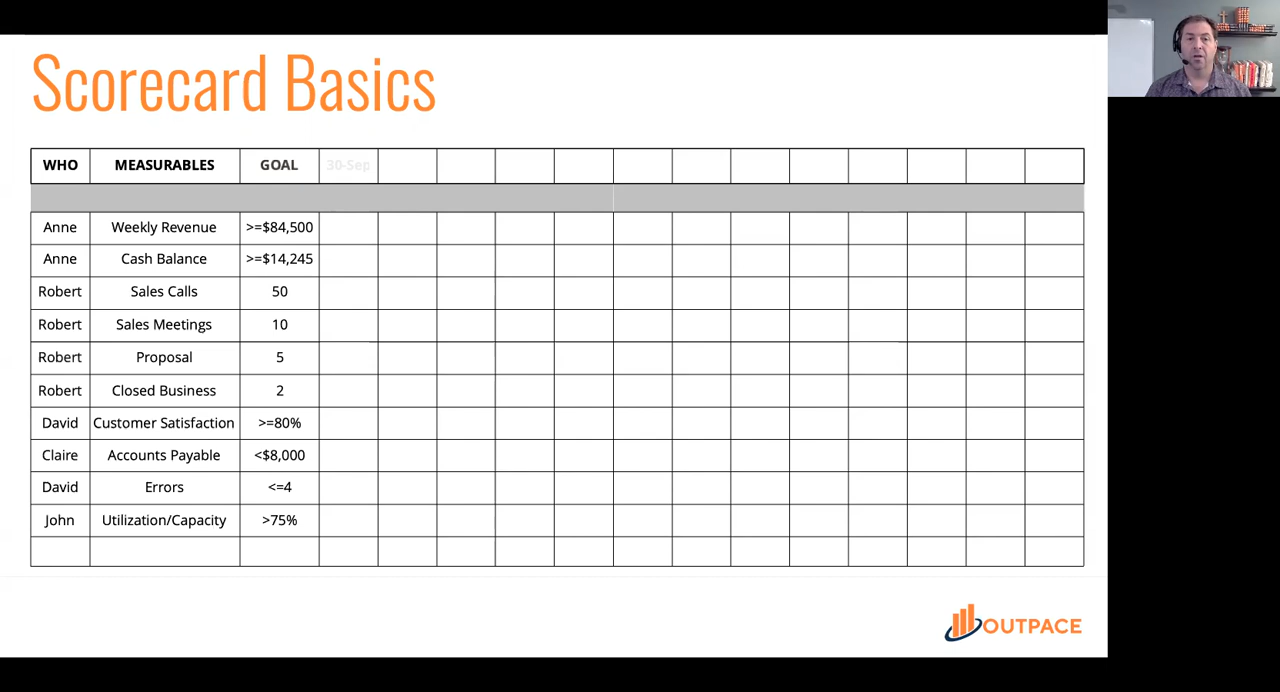 Scorecard Basics
WHO MEASURABLES GOAL 30-Sep
Anne Weekly Revenue >=$84,500
Anne Cash Balance >=$14,245
Robert Sales Calls 50
Robert Sales Meetings 10
Robert Proposal 5
Robert Closed Business 2
David Customer Satisfaction >=80%
Claire Accounts Payable <$8,000
David Errors <=4
John Utilization/Capacity >75%
OUTPACE